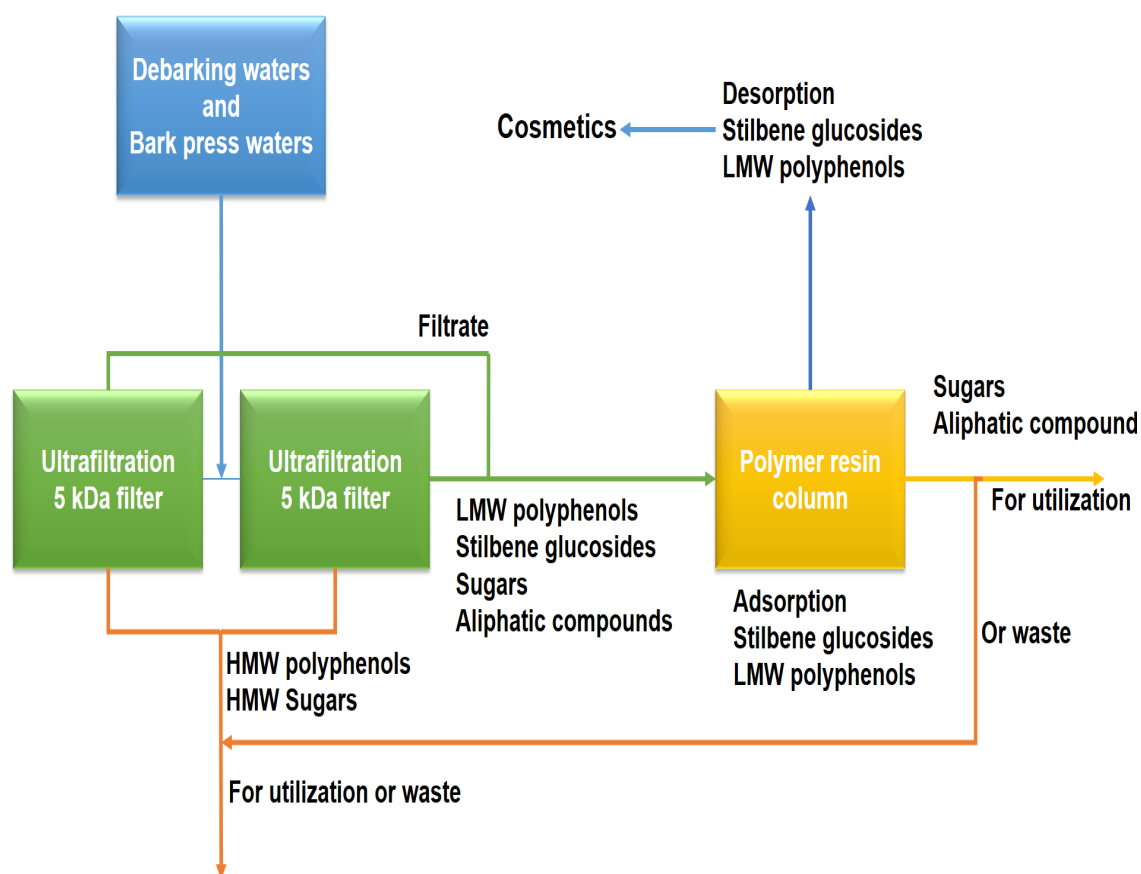 Debarking waters
and
Bark press waters
Cosmetics
Desorption
Stilbene glucosides
LMW polyphenols
Filtrate
Ultrafiltration
5 kDa filter
Ultrafiltration
5 kDa filter
LMW polyphenols
Stilbene glucosides
Sugars
Aliphatic compounds
Polymer resin
column
Sugars
Aliphatic compound
For utilization
Adsorption
Stilbene glucosides
LMW polyphenols
Or waste
HMW polyphenols
HMW Sugars
For utilization or waste